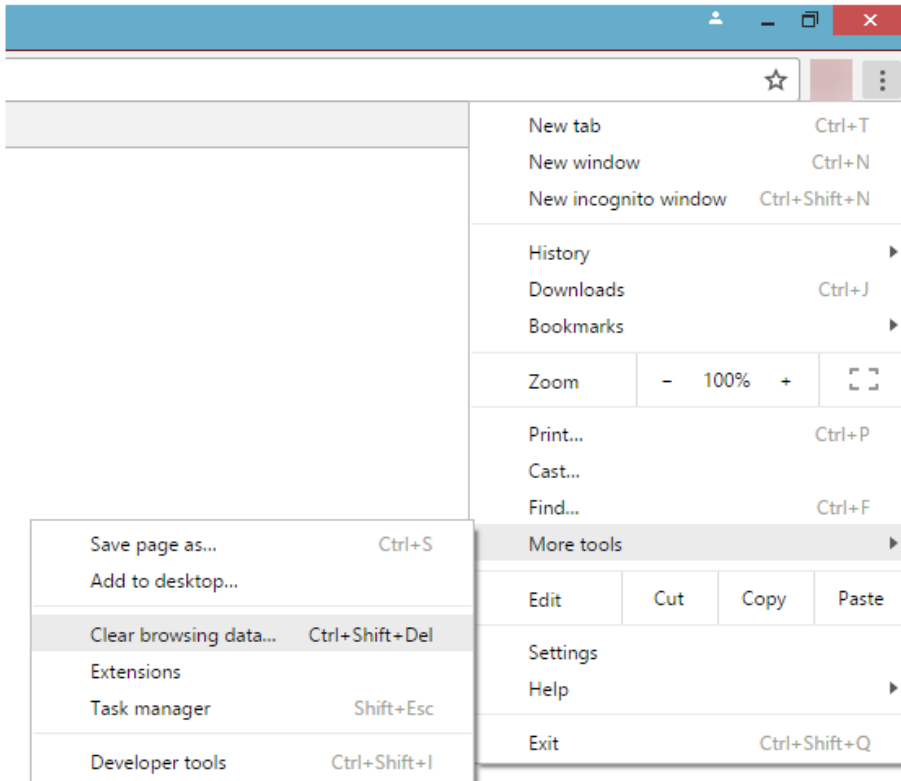 New tab Ctrl+T
New window Ctrl+N
New incognito window Ctrl+Shift+N
History
Downloads Ctrl+J
Bookmarks
Zoom - 100% +
Print... Ctrl+P
Cast...
Find... Ctrl+F
More tools
Edit Cut Copy Paste
Settings
Help
Exit Ctrl+Shift+Q
Save page as... Ctrl+S
Add to desktop...
Clear browsing data... Ctrl+Shift+Del
Extensions
Task manager Shift+Esc
Developer tools Ctrl+Shift+I